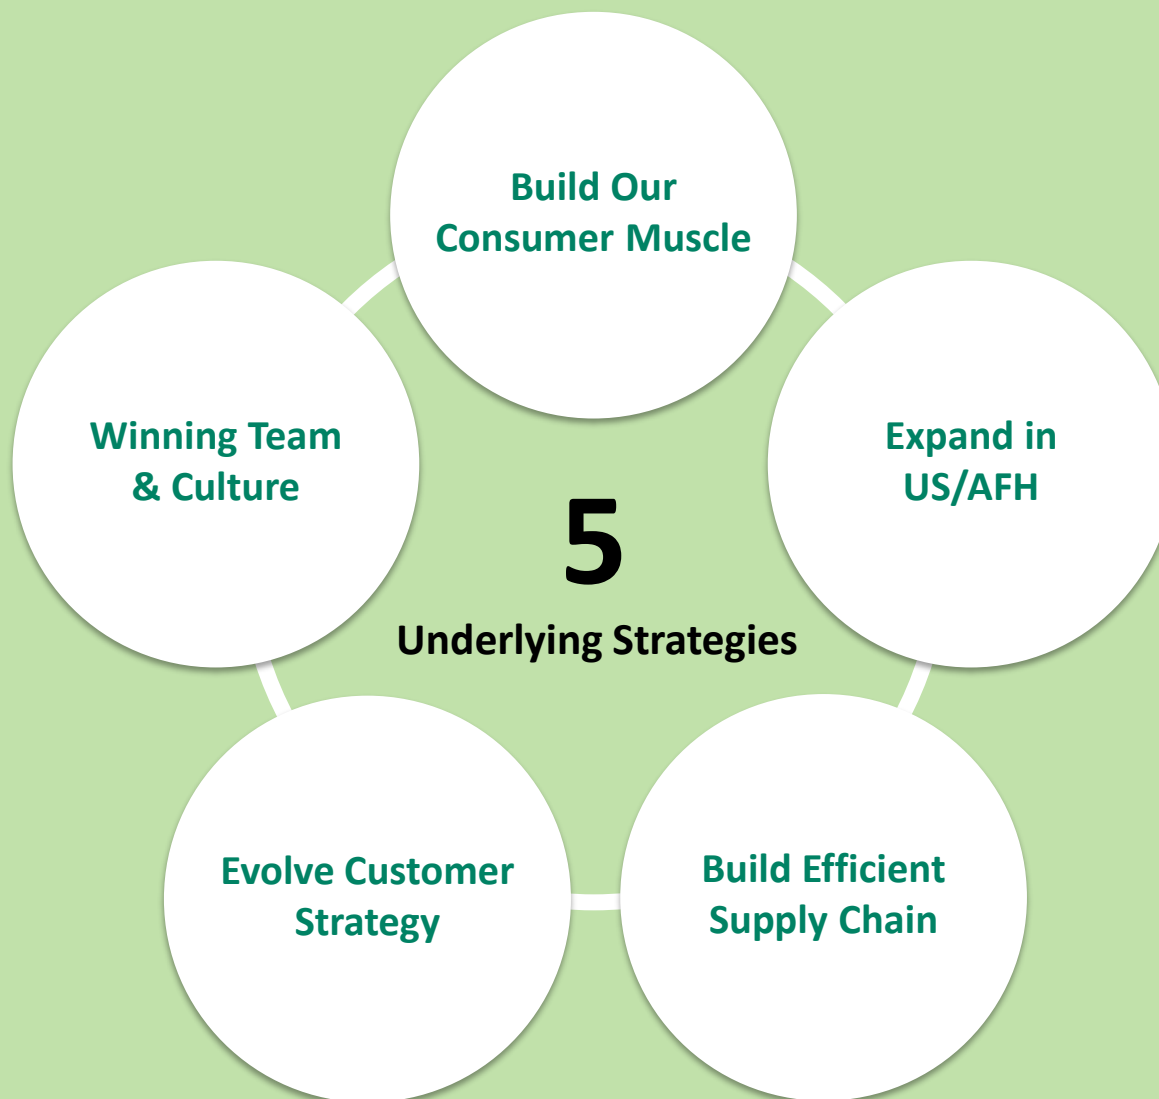 Build Our
Consumer Muscle
Winning Team
& Culture
Expand in
US/AFH
5
Underlying Strategies
Evolve Customer
Strategy
Build Efficient
Supply Chain